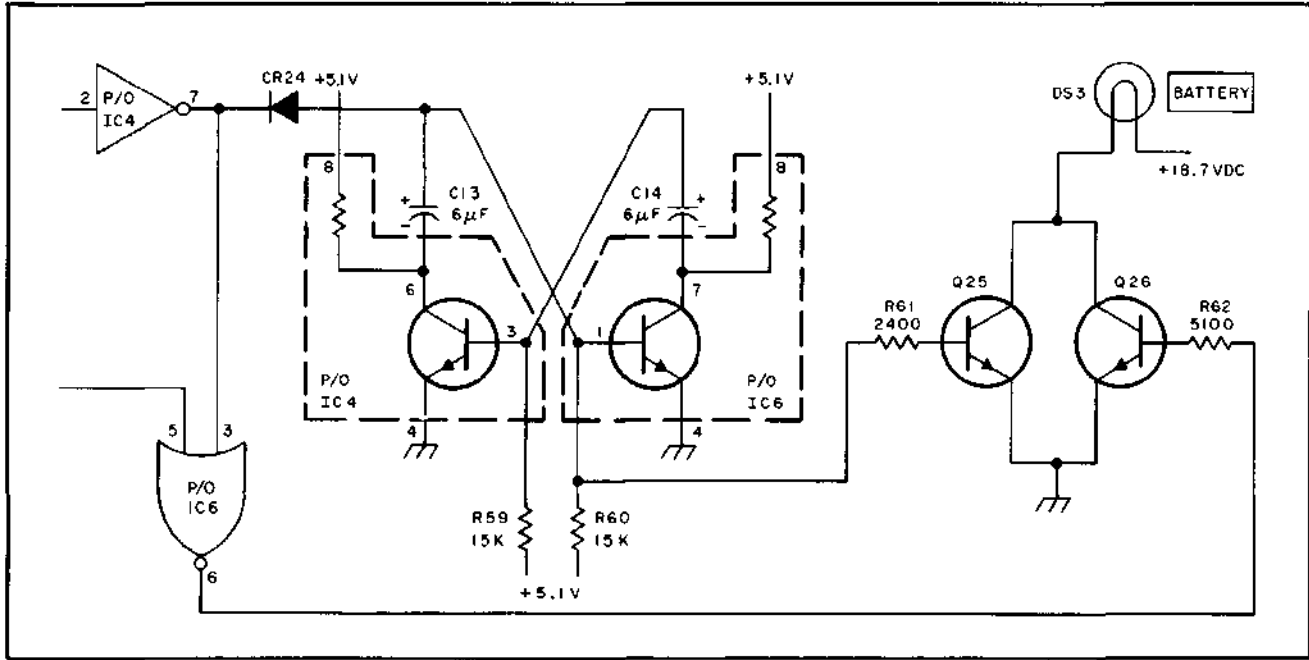 2
P/O
IC4
7
CR24
+5.1V
8
C13
6μF
+
-
6
3
P/O
IC4
4
+5.1V
8
C14
6μF
+
-
7
1
P/O
IC6
4
DS3
BATTERY
+18.7VDC
Q25
Q26
R61
2400
R62
5100
5
3
P/O
IC6
6
R59
15K
R60
15K
+5.1V